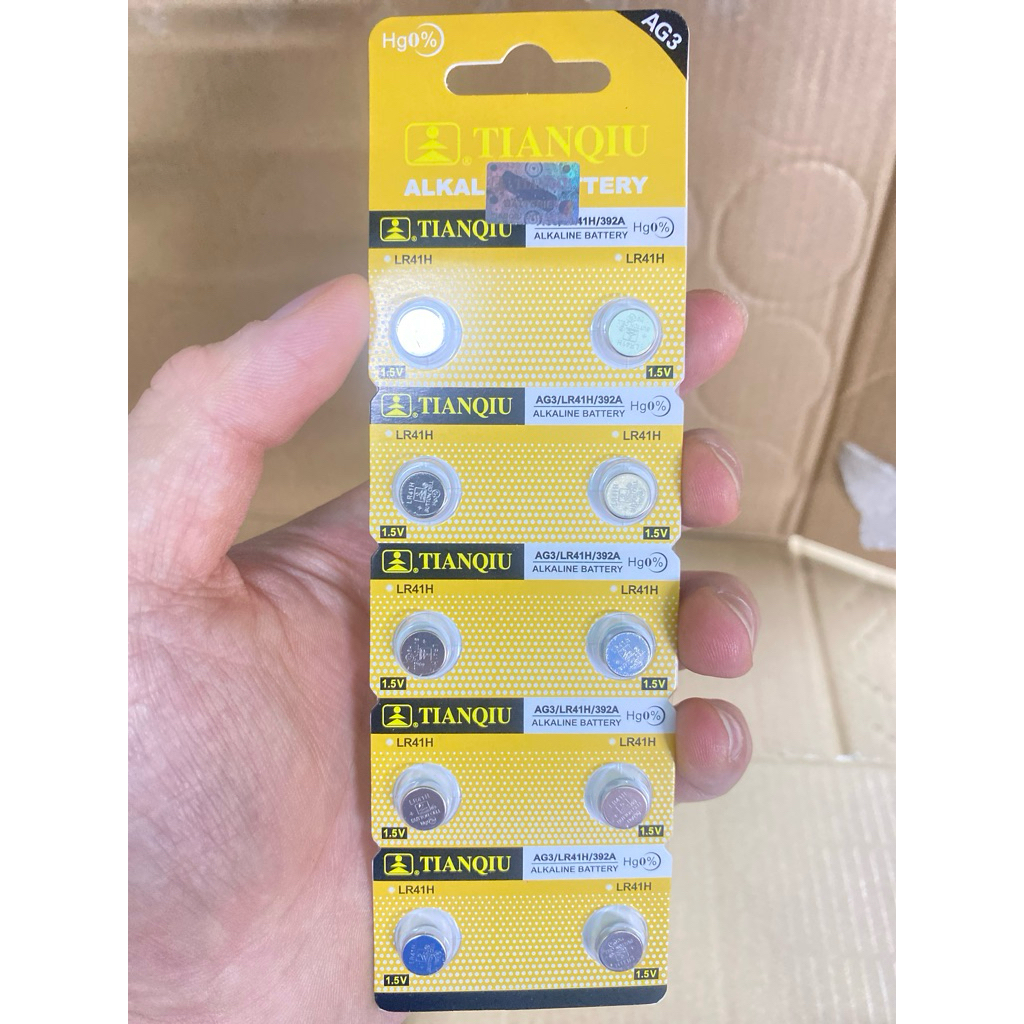 Hg0%
AG3
TIANQIU
ALKAL TERY
TIANQIU 41H/392A Hg0%
ALKALINE BATTERY
LR41H LR41H
1.5V 1.5V
TIANQIU AG3/LR41H/392A Hg0%
ALKALINE BATTERY
LR41H LR41H
LR41H
1.5V 1.5V
TIANQIU AG3/LR41H/392A Hg0%
ALKALINE BATTERY
LR41H LR41H
1.5V 1.5V
TIANQIU AG3/LR41H/392A Hg0%
ALKALINE BATTERY
LR41H LR41H
LR41H
1.5V 1.5V
TIANQIU AG3/LR41H/392A Hg0%
ALKALINE BATTERY
LR41H LR41H
1.5V 1.5V